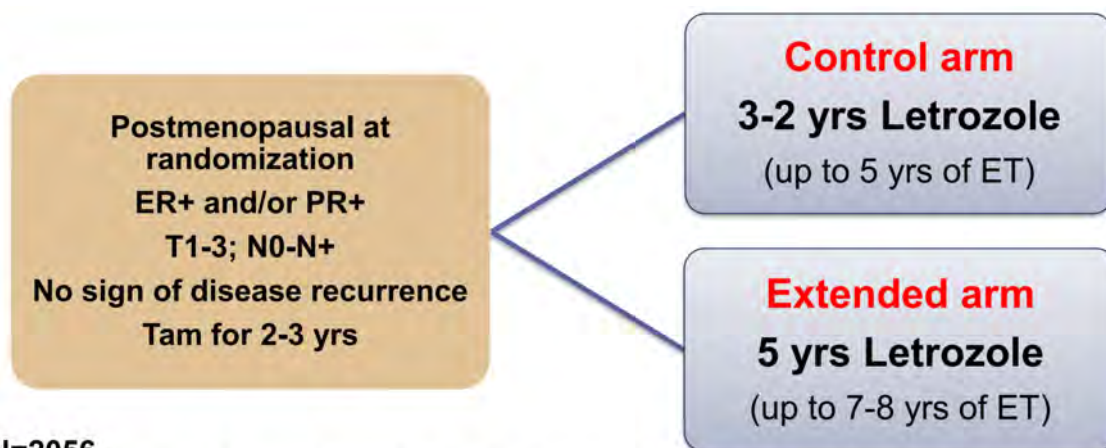 Postmenopausal at
randomization
ER+ and/or PR+
T1-3; N0-N+
No sign of disease recurrence
Tam for 2-3 yrs
Control arm
3-2 yrs Letrozole
(up to 5 yrs of ET)
Extended arm
5 yrs Letrozole
(up to 7-8 yrs of ET)